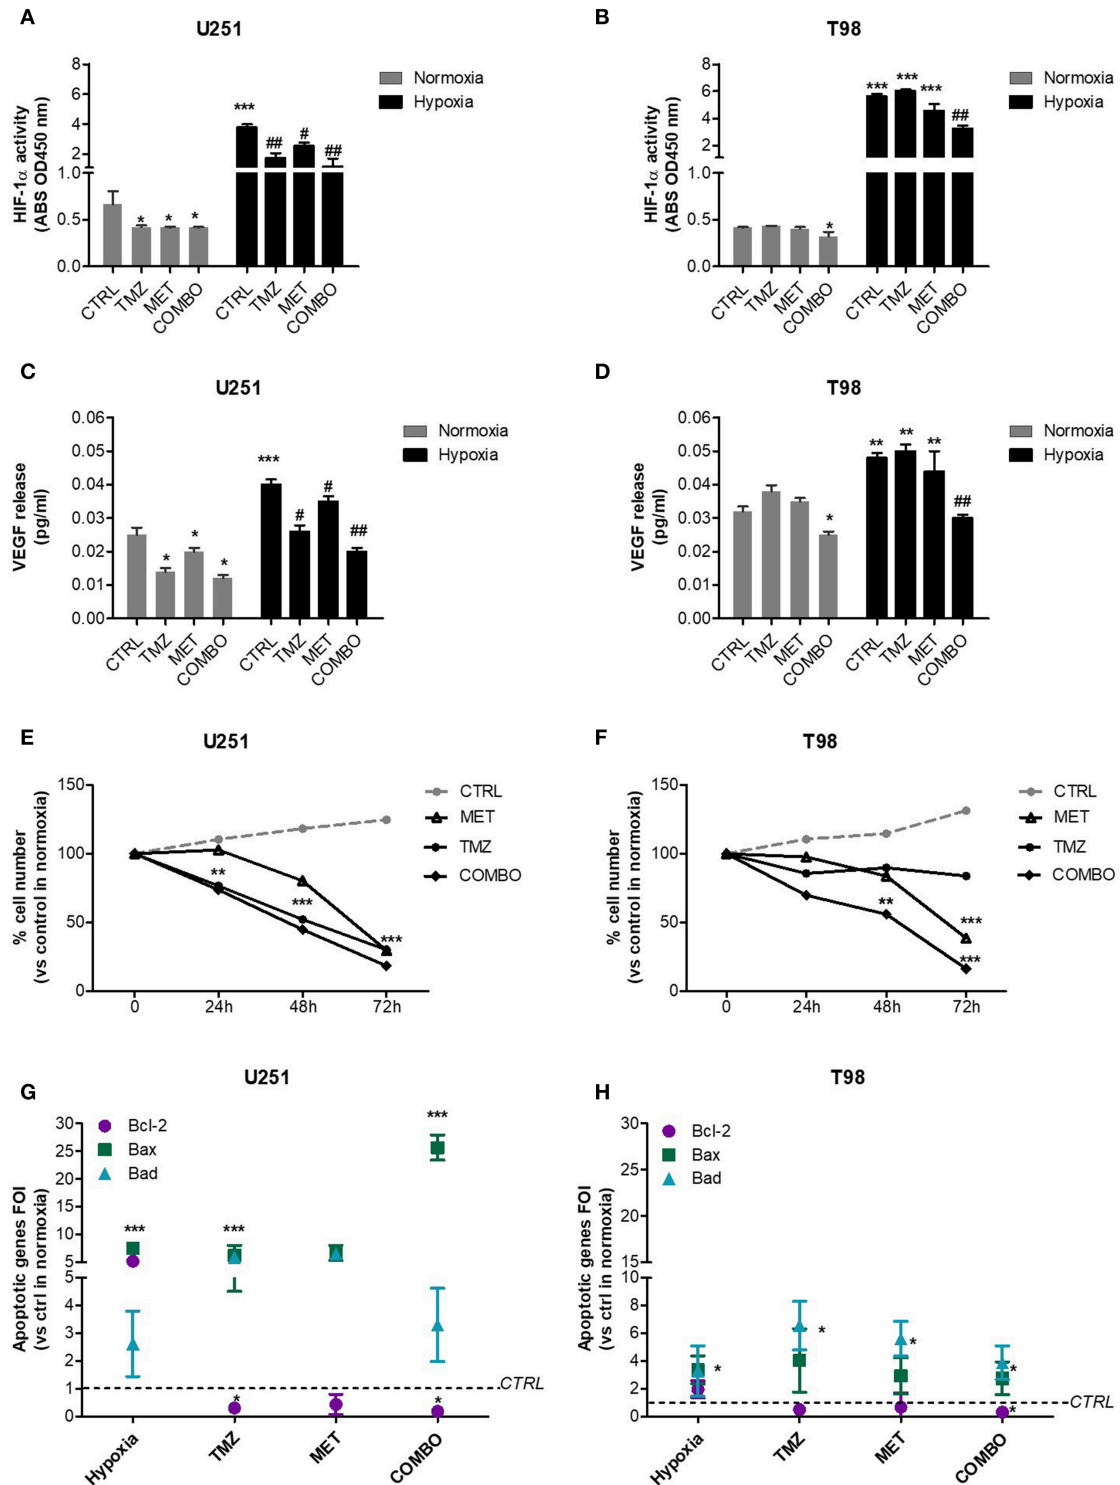 A
U251
HIF-1α activity
(ABS OD450 nm)
8
6
4
2
1.0
0.5
0.0
***
##
#
##
*
*
*
CTRL
TMZ
MET
COMBO
CTRL
TMZ
MET
COMBO
Normoxia
Hypoxia
B
T98
HIF-1α activity
(ABS OD450 nm)
8
6
4
2
1.0
0.5
0.0
***
***
***
##
*
CTRL
TMZ
MET
COMBO
CTRL
TMZ
MET
COMBO
Normoxia
Hypoxia
C
U251
VEGF release
(pg/ml)
0.06
0.05
0.04
0.03
0.02
0.01
0.00
*
*
*
***
#
#
##
CTRL
TMZ
MET
COMBO
CTRL
TMZ
MET
COMBO
Normoxia
Hypoxia
D
T98
VEGF release
(pg/ml)
0.06
0.05
0.04
0.03
0.02
0.01
0.00
*
**
**
**
##
CTRL
TMZ
MET
COMBO
CTRL
TMZ
MET
COMBO
Normoxia
Hypoxia
E
U251
% cell number
(vs control in normoxia)
150
100
50
0
**
***
***
0
24h
48h
72h
CTRL
MET
TMZ
COMBO
F
T98
% cell number
(vs control in normoxia)
150
100
50
0
**
***
***
0
24h
48h
72h
CTRL
MET
TMZ
COMBO
G
U251
Apoptotic genes FOI
(vs ctrl in normoxia)
30
25
20
15
10
5
5
4
3
2
1
0
Bcl-2
Bax
Bad
***
***
***
*
*
CTRL
Hypoxia
TMZ
MET
COMBO
H
T98
Apoptotic genes FOI
(vs ctrl in normoxia)
30
25
20
15
10
8
6
4
2
0
Bcl-2
Bax
Bad
*
*
*
*
*
CTRL
Hypoxia
TMZ
MET
COMBO